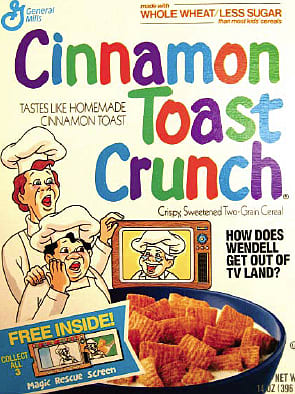 General
Mills
made with
WHOLE WHEAT/LESS SUGAR
than most kids' cereals
Cinnamon
TASTES LIKE HOMEMADE
CINNAMON TOAST
Toast
Crunch®
Crispy, Sweetened Two-Grain Cereal
HOW DOES
WENDELL
GET OUT OF
TV LAND?
FREE INSIDE!
COLLECT
ALL
3
Magic Rescue Screen
NET W
14 OZ (396